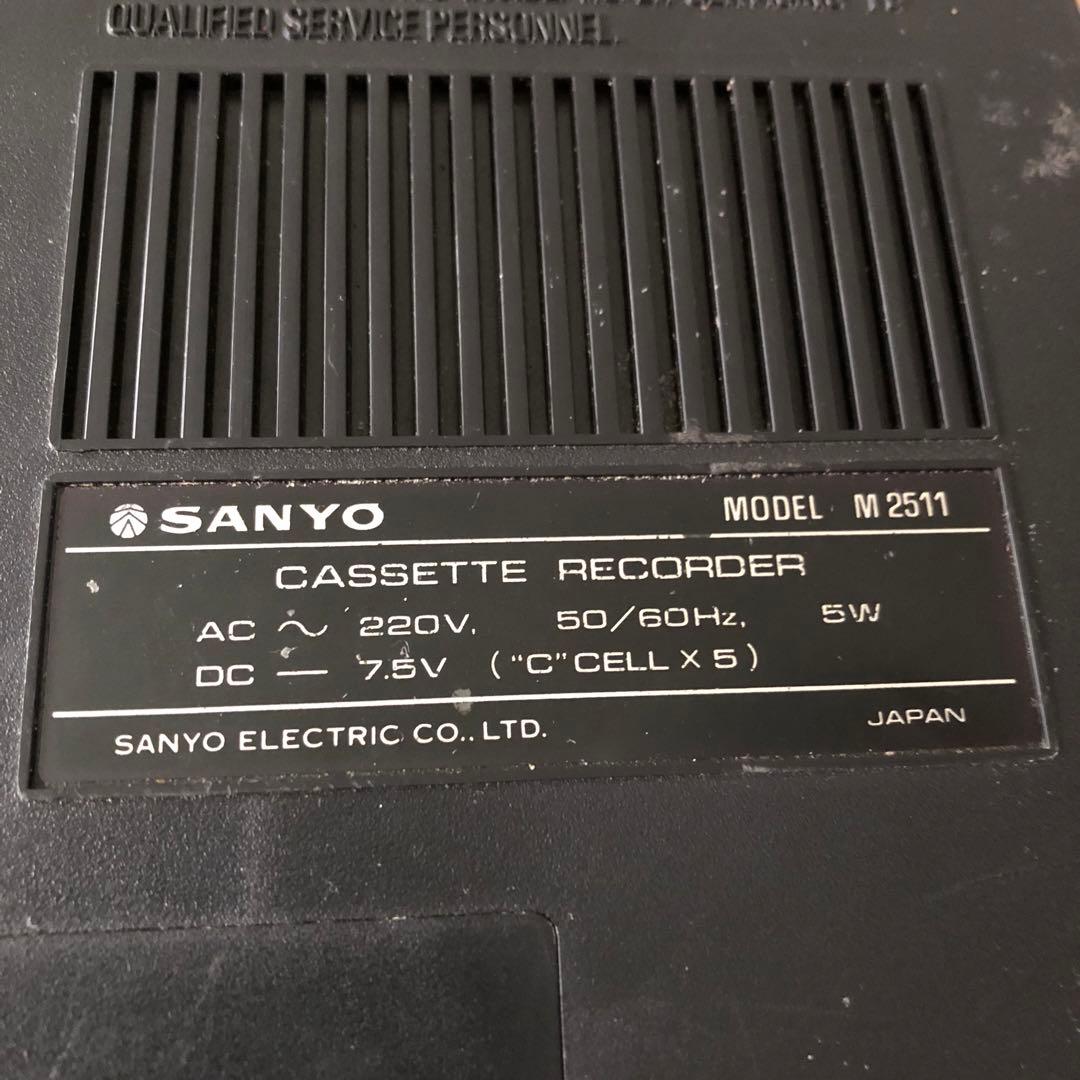 QUALIFIED SERVICE PERSONNEL.
SANYO MODEL M 2511
CASSETTE RECORDER
AC ～ 220V, 50/60Hz, 5W
DC — 7.5V ("C" CELL X 5)
SANYO ELECTRIC CO., LTD. JAPAN